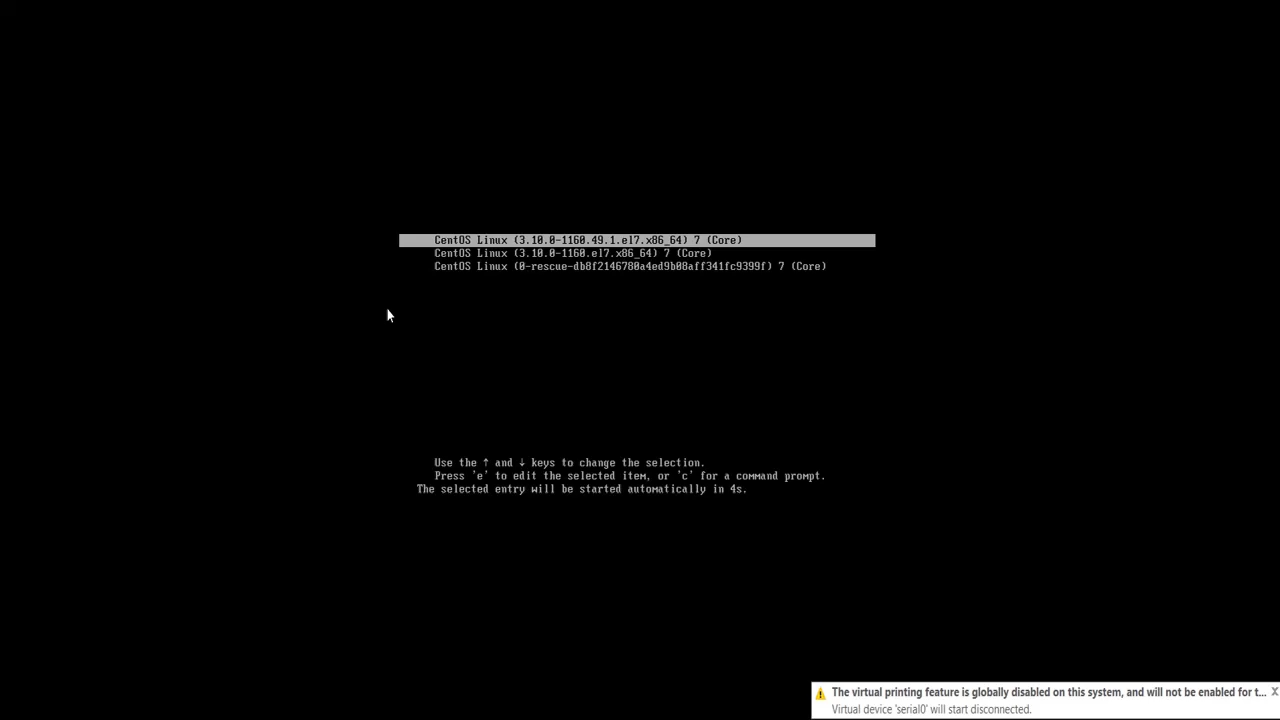 CentOS Linux (3.10.0-1160.49.1.el7.x86_64) 7 (Core)
CentOS Linux (3.10.0-1160.el7.x86_64) 7 (Core)
CentOS Linux (0-rescue-db8f2146780a4ed9b08aff341fc9399f) 7 (Core)
Use the ↑ and ↓ keys to change the selection.
Press 'e' to edit the selected item, or 'c' for a command prompt.
The selected entry will be started automatically in 4s.
The virtual printing feature is globally disabled on this system, and will not be enabled for t... X
Virtual device 'serial0' will start disconnected.